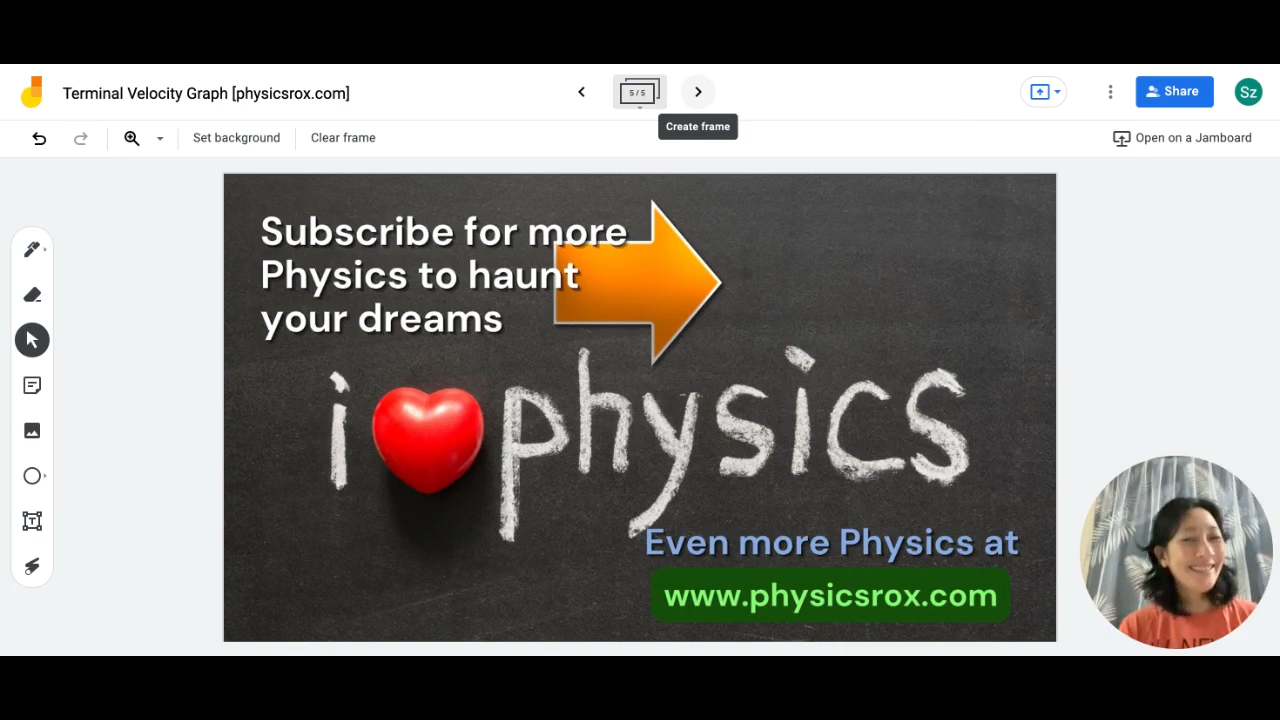 Terminal Velocity Graph [physicsrox.com]
5 / 5
Share
Sz
Create frame
Set background
Clear frame
Open on a Jamboard
Subscribe for more
Physics to haunt
your dreams
i physics
Even more Physics at
www.physicsrox.com